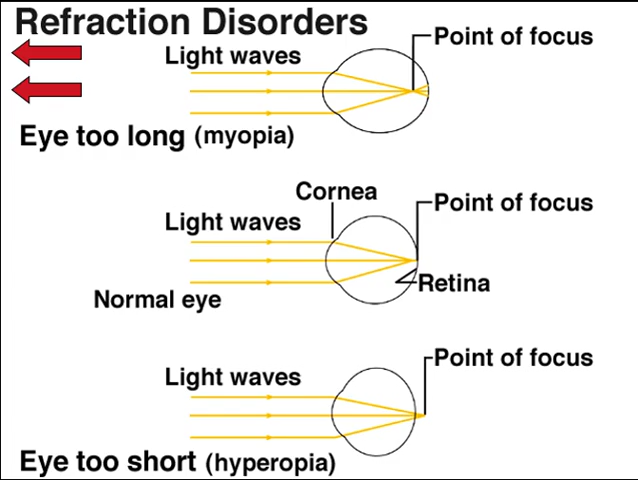 Refraction Disorders
Point of focus
Light waves
Eye too long (myopia)
Cornea
Point of focus
Light waves
Retina
Normal eye
Point of focus
Light waves
Eye too short (hyperopia)